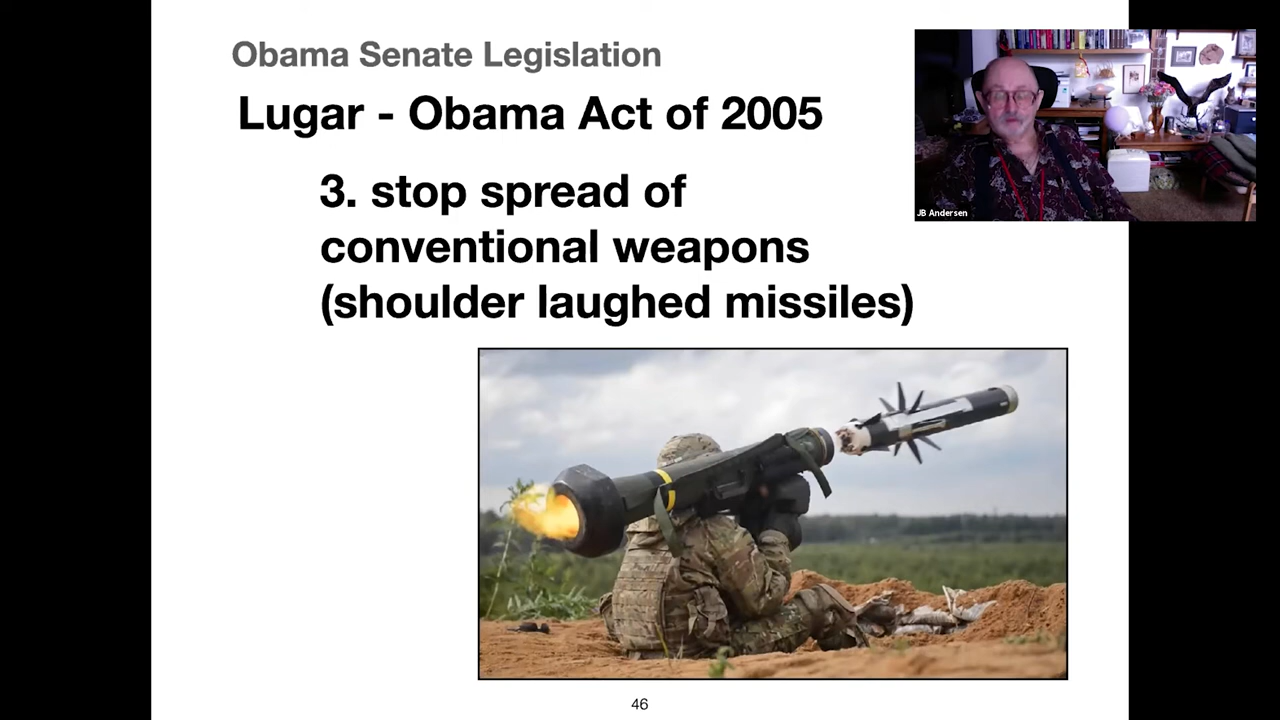 Obama Senate Legislation
Lugar - Obama Act of 2005
3. stop spread of
conventional weapons
(shoulder laughed missiles)
JB Andersen
46